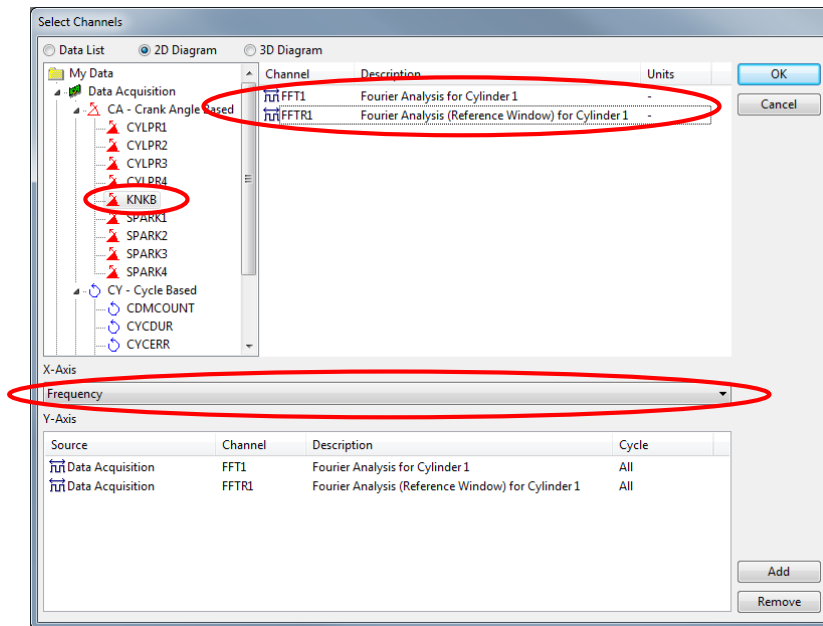 Select Channels
Data List 2D Diagram 3D Diagram
My Data
Data Acquisition
CA - Crank Angle Based
CYLPR1
CYLPR2
CYLPR3
CYLPR4
KNKB
SPARK1
SPARK2
SPARK3
SPARK4
CY - Cycle Based
CDMCOUNT
CYCDUR
CYCERR
Channel Description Units
FFT1 Fourier Analysis for Cylinder 1 -
FFTR1 Fourier Analysis (Reference Window) for Cylinder 1 -
OK
Cancel
X-Axis
Frequency
Y-Axis
Source Channel Description Cycle
Data Acquisition FFT1 Fourier Analysis for Cylinder 1 All
Data Acquisition FFTR1 Fourier Analysis (Reference Window) for Cylinder 1 All
Add
Remove